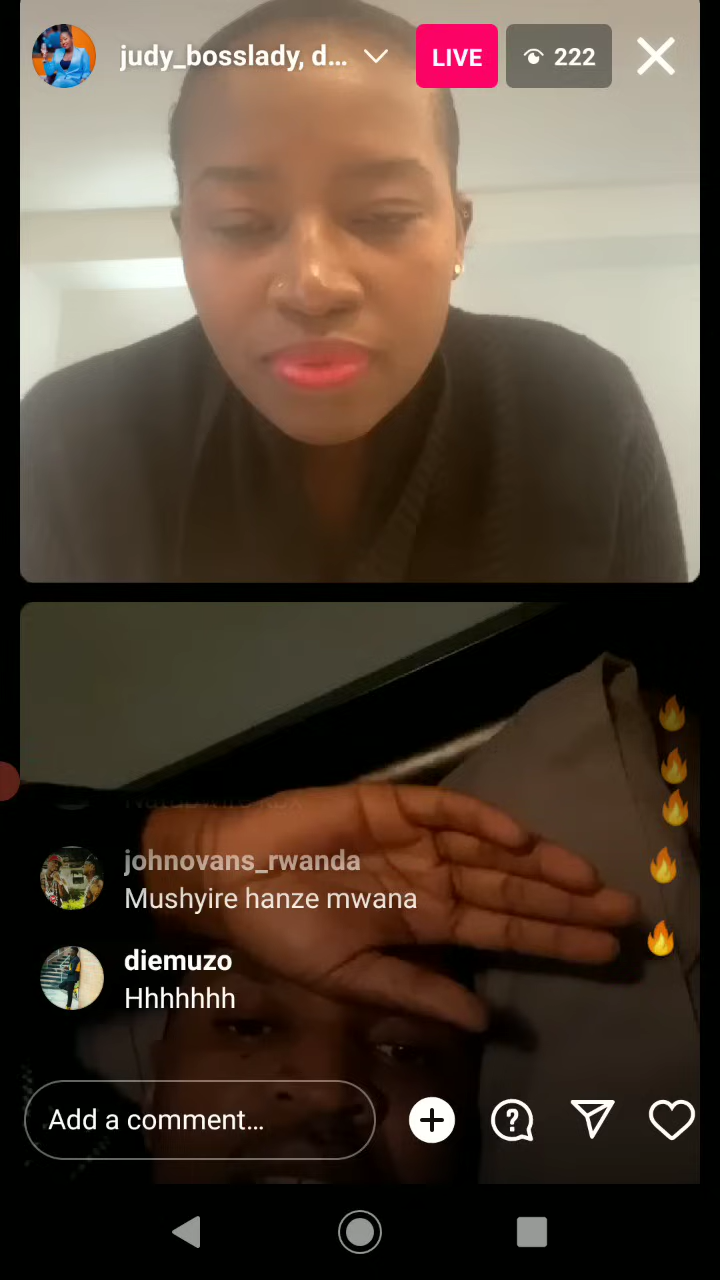 judy_bosslady, d...
LIVE
222
johnovans_rwanda
Mushyire hanze mwana
diemuzo
Hhhhhhh
Add a comment...